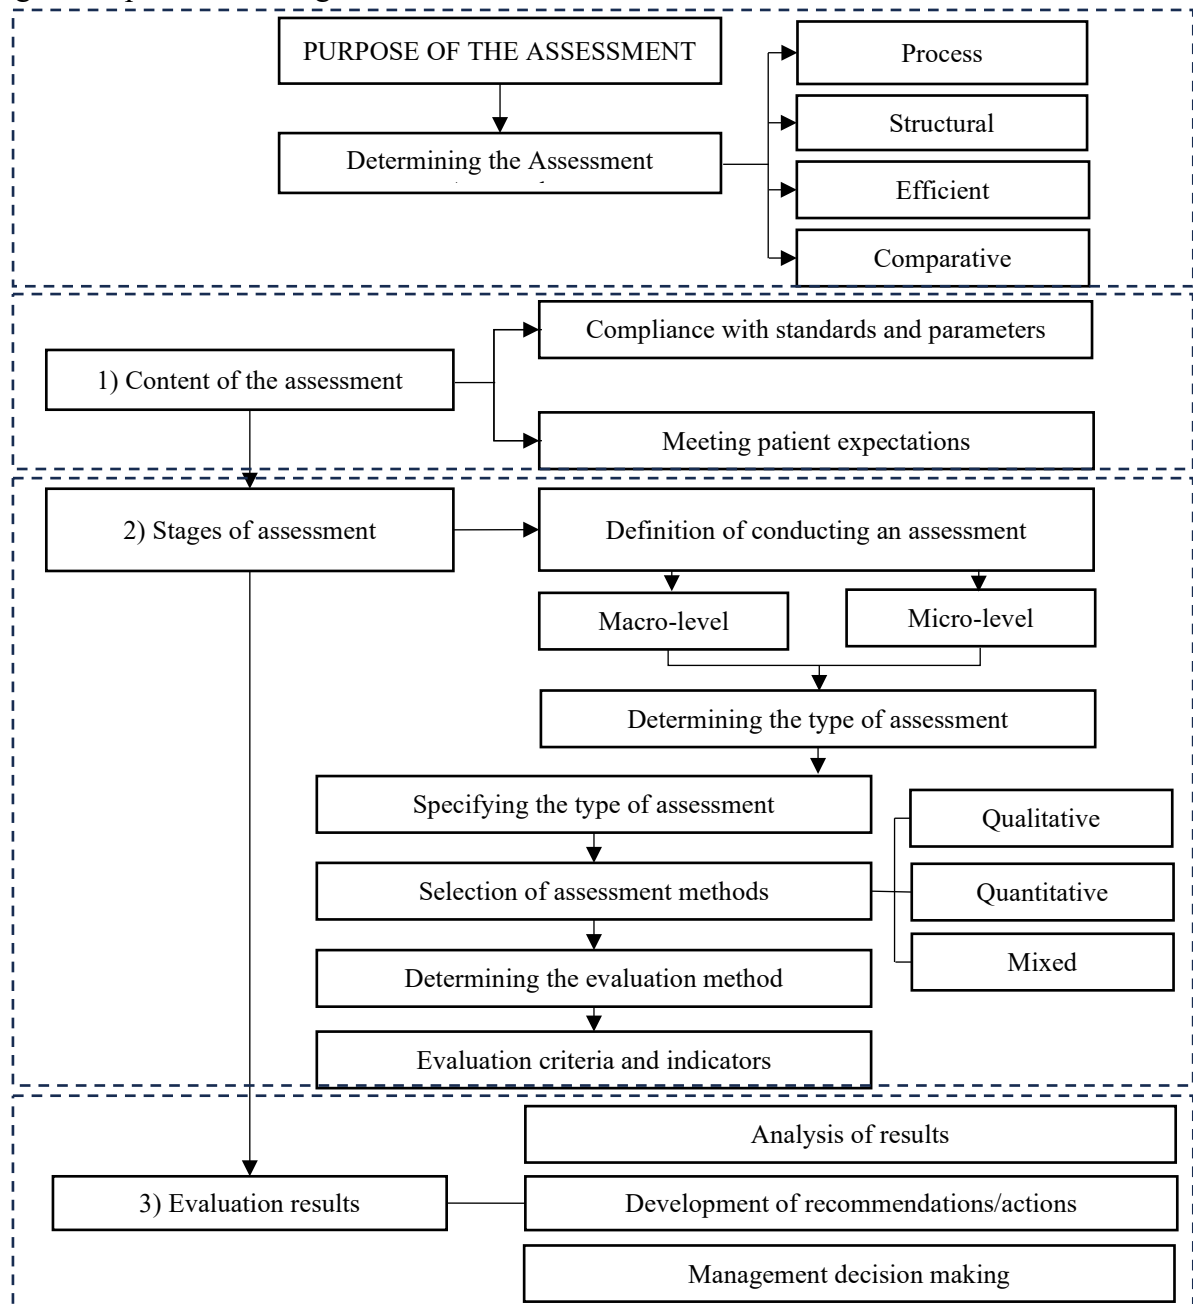 PURPOSE OF THE ASSESSMENT
Determining the Assessment
Process
Structural
Efficient
Comparative
1) Content of the assessment
Compliance with standards and parameters
Meeting patient expectations
2) Stages of assessment
Definition of conducting an assessment
Macro-level
Micro-level
Determining the type of assessment
Specifying the type of assessment
Selection of assessment methods
Qualitative
Quantitative
Mixed
Determining the evaluation method
Evaluation criteria and indicators
3) Evaluation results
Analysis of results
Development of recommendations/actions
Management decision making